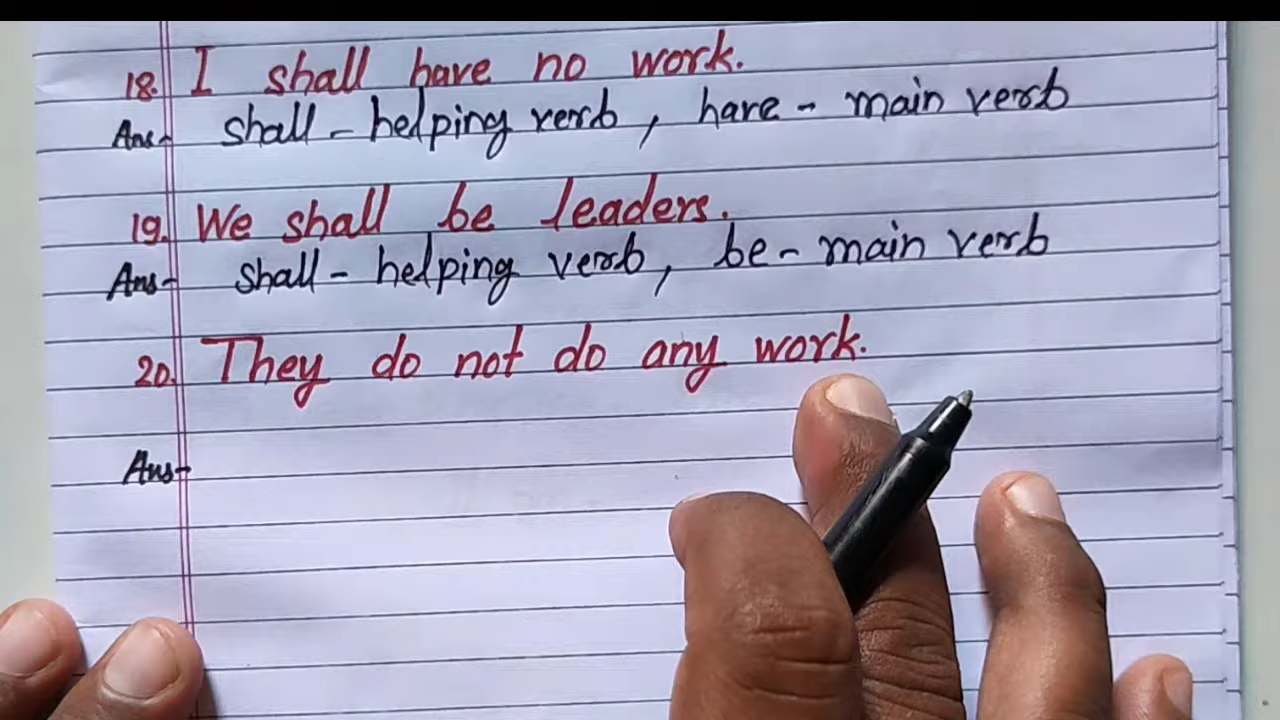 18. I shall have no work.
Ans- shall - helping verb, have - main verb
19. We shall be leaders.
Ans- shall - helping verb, be - main verb
20. They do not do any work.
Ans-